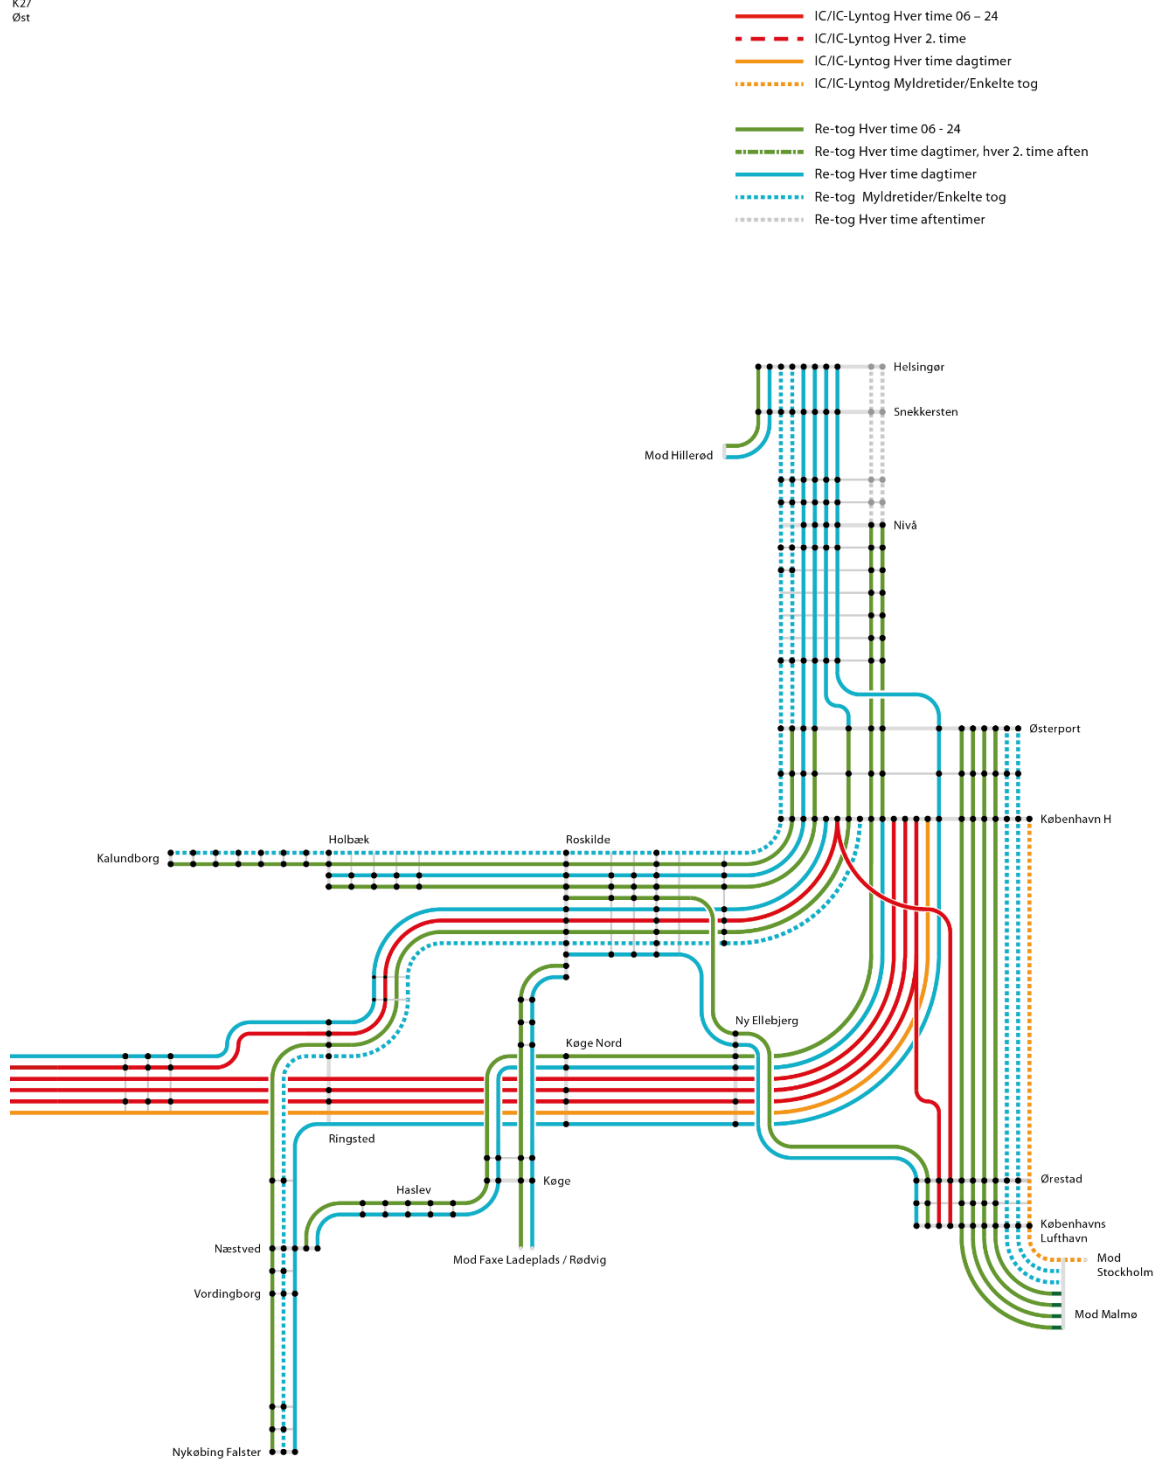 K27
Øst
IC/IC-Lyntog Hver time 06 – 24
IC/IC-Lyntog Hver 2. time
IC/IC-Lyntog Hver time dagtimer
IC/IC-Lyntog Myldretider/Enkelte tog
Re-tog Hver time 06 - 24
Re-tog Hver time dagtimer, hver 2. time aften
Re-tog Hver time dagtimer
Re-tog  Myldretider/Enkelte tog
Re-tog Hver time aftentimer
Helsingør
Snekkersten
Mod Hillerød
Nivå
Østerport
København H
Holbæk
Roskilde
Kalundborg
Ny Ellebjerg
Køge Nord
Ringsted
Køge
Ørestad
Haslev
Københavns
Lufthavn
Næstved
Mod Faxe Ladeplads / Rødvig
Mod
Stockholm
Vordingborg
Mod Malmø
Nykøbing Falster